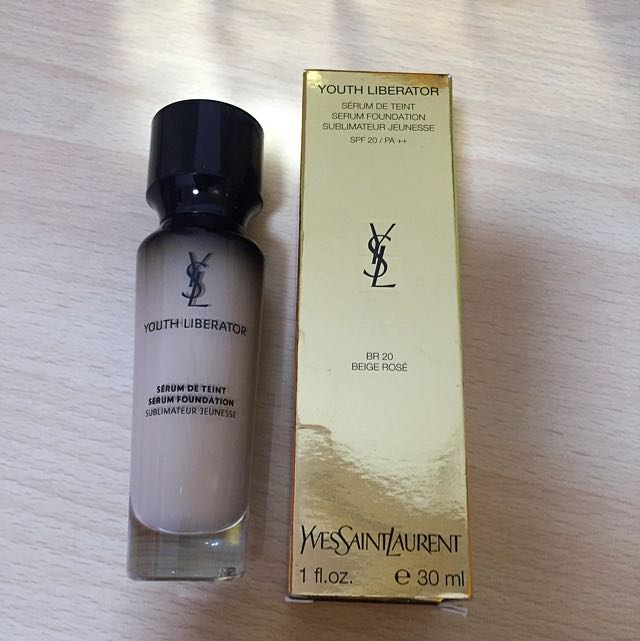 YSL
YOUTH LIBERATOR
SÉRUM DE TEINT
SERUM FOUNDATION
SUBLIMATEUR JEUNESSE
YOUTH LIBERATOR
SÉRUM DE TEINT
SERUM FOUNDATION
SUBLIMATEUR JEUNESSE
SPF 20 / PA ++
YSL
BR 20
BEIGE ROSÉ
YVESSAINTLAURENT
1 fl.oz. e 30 ml